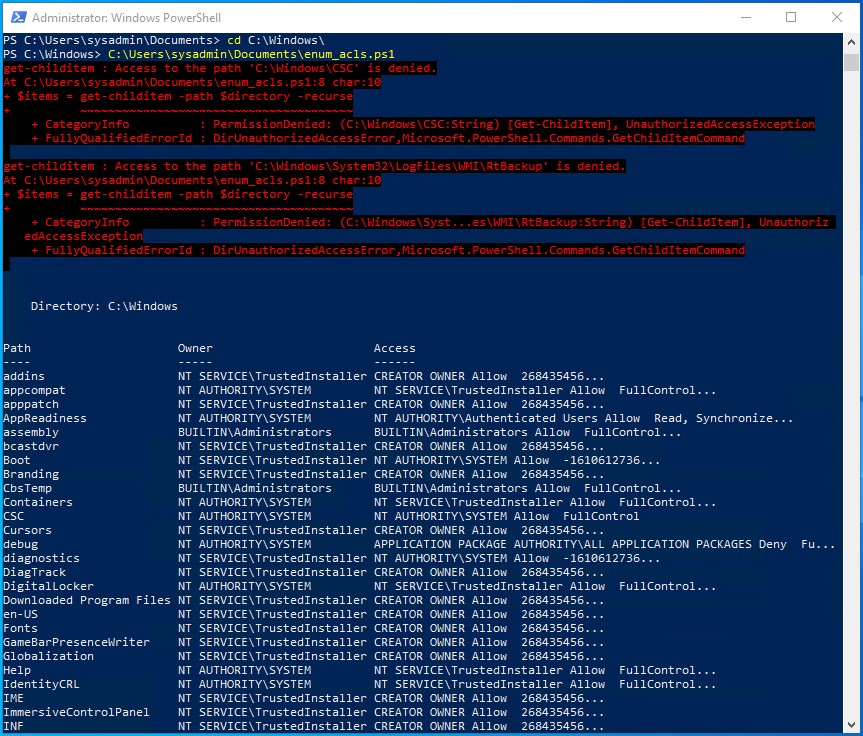 Administrator: Windows PowerShell
PS C:\Users\sysadmin\Documents> cd C:\Windows\
PS C:\Windows> C:\Users\sysadmin\Documents\enum_acls.ps1
get-childitem : Access to the path 'C:\Windows\CSC' is denied.
At C:\Users\sysadmin\Documents\enum_acls.ps1:8 char:10
+ $items = get-childitem -path $directory -recurse
+          ~~~~~~~~~~~~~~~~~~~~~~~~~~~~~~~~~~~~~~~
    + CategoryInfo          : PermissionDenied: (C:\Windows\CSC:String) [Get-ChildItem], UnauthorizedAccessException
    + FullyQualifiedErrorId : DirUnauthorizedAccessError,Microsoft.PowerShell.Commands.GetChildItemCommand
get-childitem : Access to the path 'C:\Windows\System32\LogFiles\WMI\RtBackup' is denied.
At C:\Users\sysadmin\Documents\enum_acls.ps1:8 char:10
+ $items = get-childitem -path $directory -recurse
+          ~~~~~~~~~~~~~~~~~~~~~~~~~~~~~~~~~~~~~~~
    + CategoryInfo          : PermissionDenied: (C:\Windows\Syst...es\WMI\RtBackup:String) [Get-ChildItem], Unauthoriz
   edAccessException
    + FullyQualifiedErrorId : DirUnauthorizedAccessError,Microsoft.PowerShell.Commands.GetChildItemCommand
    Directory: C:\Windows
Path                     Owner                       Access
----                     -----                       ------
addins                   NT SERVICE\TrustedInstaller CREATOR OWNER Allow  268435456...
appcompat                NT AUTHORITY\SYSTEM         NT SERVICE\TrustedInstaller Allow  FullControl...
apppatch                 NT SERVICE\TrustedInstaller CREATOR OWNER Allow  268435456...
AppReadiness             NT AUTHORITY\SYSTEM         NT AUTHORITY\Authenticated Users Allow  Read, Synchronize...
assembly                 BUILTIN\Administrators      BUILTIN\Administrators Allow  FullControl...
bcastdvr                 NT SERVICE\TrustedInstaller CREATOR OWNER Allow  268435456...
Boot                     NT SERVICE\TrustedInstaller NT AUTHORITY\SYSTEM Allow  -1610612736...
Branding                 NT SERVICE\TrustedInstaller CREATOR OWNER Allow  268435456...
CbsTemp                  BUILTIN\Administrators      BUILTIN\Administrators Allow  FullControl...
Containers               NT AUTHORITY\SYSTEM         NT SERVICE\TrustedInstaller Allow  FullControl...
CSC                      NT AUTHORITY\SYSTEM         NT AUTHORITY\SYSTEM Allow  FullControl
Cursors                  NT SERVICE\TrustedInstaller CREATOR OWNER Allow  268435456...
debug                    NT AUTHORITY\SYSTEM         APPLICATION PACKAGE AUTHORITY\ALL APPLICATION PACKAGES Deny  Fu...
diagnostics              NT SERVICE\TrustedInstaller NT AUTHORITY\SYSTEM Allow  -1610612736...
DiagTrack                NT SERVICE\TrustedInstaller CREATOR OWNER Allow  268435456...
DigitalLocker            NT AUTHORITY\SYSTEM         NT SERVICE\TrustedInstaller Allow  FullControl...
Downloaded Program Files NT SERVICE\TrustedInstaller CREATOR OWNER Allow  268435456...
en-US                    NT SERVICE\TrustedInstaller CREATOR OWNER Allow  268435456...
Fonts                    NT SERVICE\TrustedInstaller CREATOR OWNER Allow  268435456...
GameBarPresenceWriter    NT SERVICE\TrustedInstaller CREATOR OWNER Allow  268435456...
Globalization            NT SERVICE\TrustedInstaller CREATOR OWNER Allow  268435456...
Help                     NT AUTHORITY\SYSTEM         NT SERVICE\TrustedInstaller Allow  FullControl...
IdentityCRL              NT AUTHORITY\SYSTEM         NT SERVICE\TrustedInstaller Allow  FullControl...
IME                      NT SERVICE\TrustedInstaller CREATOR OWNER Allow  268435456...
ImmersiveControlPanel    NT SERVICE\TrustedInstaller CREATOR OWNER Allow  268435456...
INF                      NT SERVICE\TrustedInstaller CREATOR OWNER Allow  268435456...